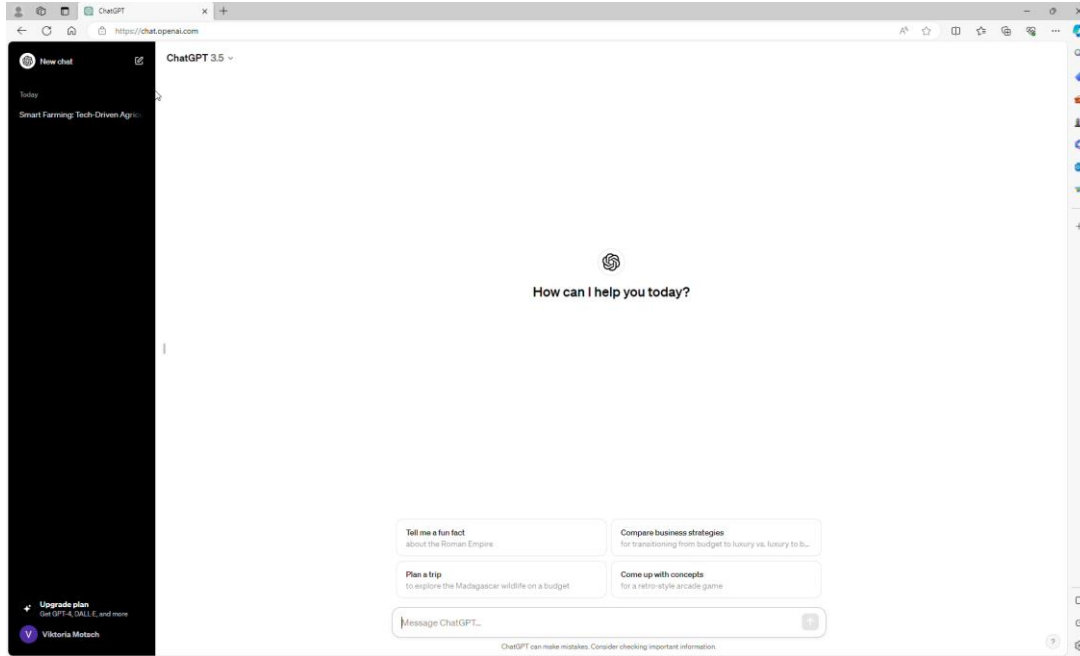 ChatGPT
https://chat.openai.com
New chat
ChatGPT 3.5
Today
Smart Farming: Tech-Driven Agric
How can I help you today?
Tell me a fun fact
about the Roman Empire
Compare business strategies
for transitioning from budget to luxury vs. luxury to b...
Plan a trip
to explore the Madagascar wildlife on a budget
Come up with concepts
for a retro-style arcade game
Upgrade plan
Get GPT-4, DALL·E, and more
V
Viktoria Motsch
Message ChatGPT...
ChatGPT can make mistakes. Consider checking important information.
?